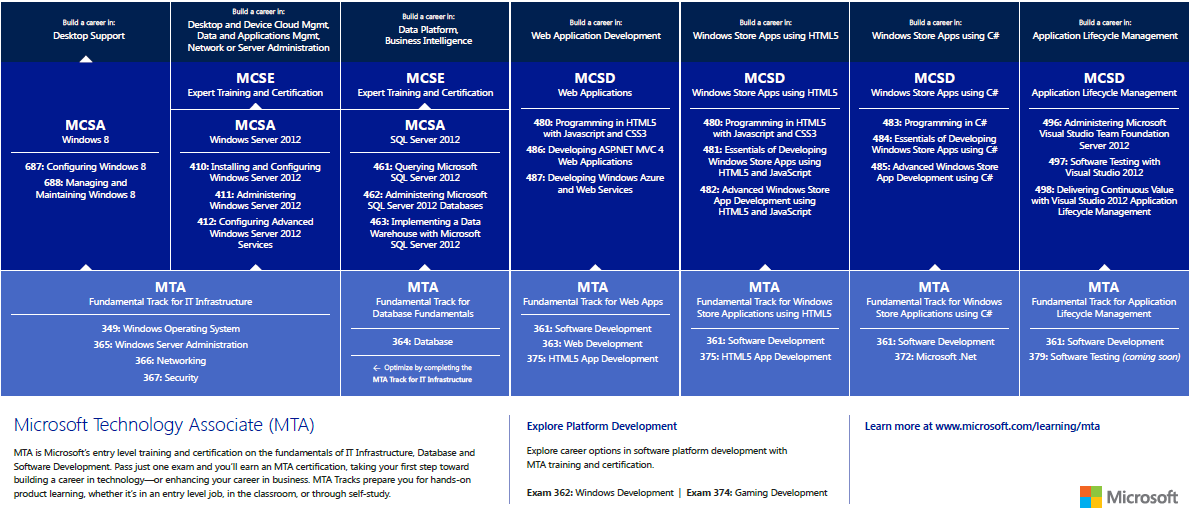 Build a career in:
Desktop Support
MCSA
Windows 8
687: Configuring Windows 8
688: Managing and
Maintaining Windows 8
Build a career in:
Desktop and Device Cloud Mgmt,
Data and Applications Mgmt,
Network or Server Administration
MCSE
Expert Training and Certification
MCSA
Windows Server 2012
410: Installing and Configuring
Windows Server 2012
411: Administering
Windows Server 2012
412: Configuring Advanced
Windows Server 2012
Services
MTA
Fundamental Track for IT Infrastructure
349: Windows Operating System
365: Windows Server Administration
366: Networking
367: Security
Build a career in:
Data Platform,
Business Intelligence
MCSE
Expert Training and Certification
MCSA
SQL Server 2012
461: Querying Microsoft
SQL Server 2012
462: Administering Microsoft
SQL Server 2012 Databases
463: Implementing a Data
Warehouse with Microsoft
SQL Server 2012
MTA
Fundamental Track for
Database Fundamentals
364: Database
← Optimize by completing the
MTA Track for IT Infrastructure
Build a career in:
Web Application Development
MCSD
Web Applications
480: Programming in HTML5
with Javascript and CSS3
486: Developing ASP.NET MVC 4
Web Applications
487: Developing Windows Azure
and Web Services
MTA
Fundamental Track for Web Apps
361: Software Development
363: Web Development
375: HTML5 App Development
Build a career in:
Windows Store Apps using HTML5
MCSD
Windows Store Apps using HTML5
480: Programming in HTML5
with Javascript and CSS3
481: Essentials of Developing
Windows Store Apps using
HTML5 and JavaScript
482: Advanced Windows Store
App Development using
HTML5 and JavaScript
MTA
Fundamental Track for Windows
Store Applications using HTML5
361: Software Development
375: HTML5 App Development
Build a career in:
Windows Store Apps using C#
MCSD
Windows Store Apps using C#
483: Programming in C#
484: Essentials of Developing
Windows Store Apps using C#
485: Advanced Windows Store
App Development using C#
MTA
Fundamental Track for Windows
Store Applications using C#
361: Software Development
372: Microsoft .Net
Build a career in:
Application Lifecycle Management
MCSD
Application Lifecycle Management
496: Administering Microsoft
Visual Studio Team Foundation
Server 2012
497: Software Testing with
Visual Studio 2012
498: Delivering Continuous Value
with Visual Studio 2012 Application
Lifecycle Management
MTA
Fundamental Track for Application
Lifecycle Management
361: Software Development
379: Software Testing (coming soon)
Microsoft Technology Associate (MTA)
MTA is Microsoft's entry level training and certification on the fundamentals of IT Infrastructure, Database and
Software Development. Pass just one exam and you'll earn an MTA certification, taking your first step toward
building a career in technology—or enhancing your career in business. MTA Tracks prepare you for hands-on
product learning, whether it's in an entry level job, in the classroom, or through self-study.
Explore Platform Development
Explore career options in software platform development with
MTA training and certification.
Exam 362: Windows Development | Exam 374: Gaming Development
Learn more at www.microsoft.com/learning/mta
Microsoft